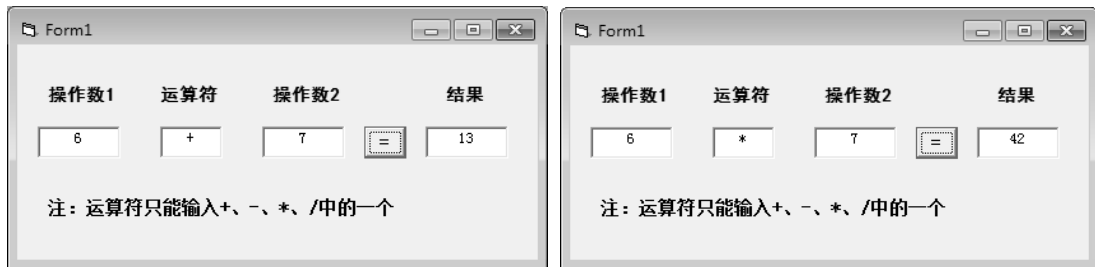 Form1
操作数1 运算符 操作数2 结果
6 + 7 = 13
注：运算符只能输入+、-、*、/中的一个
Form1
操作数1 运算符 操作数2 结果
6 * 7 = 42
注：运算符只能输入+、-、*、/中的一个